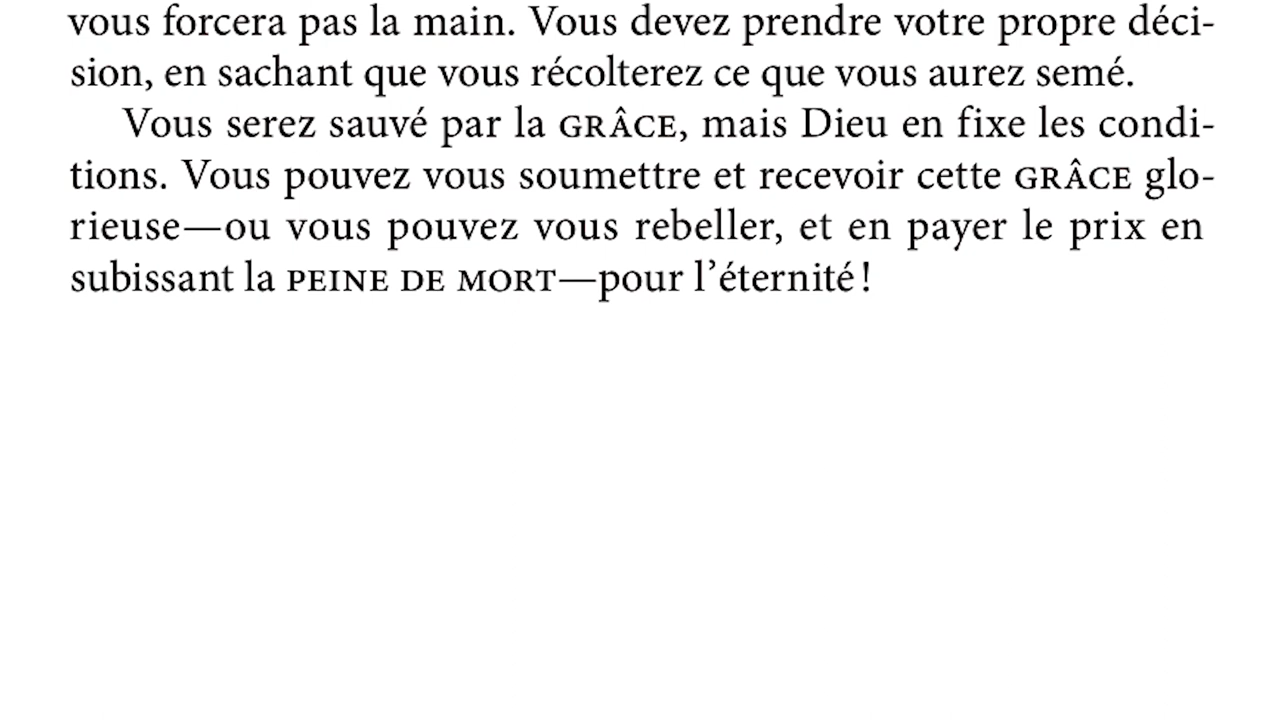 vous forcera pas la main. Vous devez prendre votre propre déci-
sion, en sachant que vous récolterez ce que vous aurez semé.
Vous serez sauvé par la GRÂCE, mais Dieu en fixe les condi-
tions. Vous pouvez vous soumettre et recevoir cette GRÂCE glo-
rieuse—ou vous pouvez vous rebeller, et en payer le prix en
subissant la PEINE DE MORT—pour l’éternité !